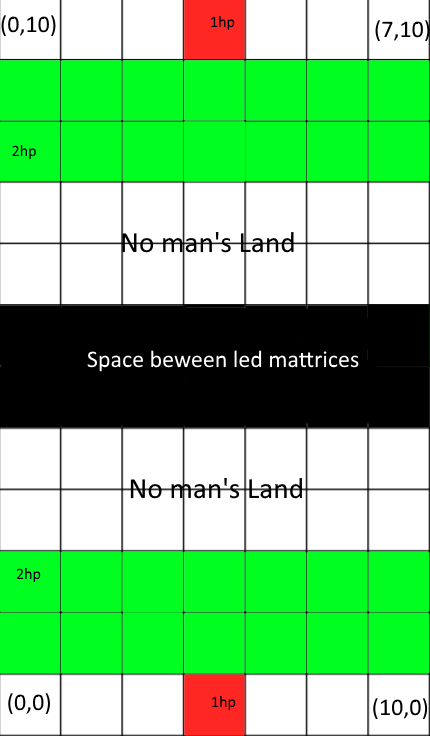 (0,10)
1hp
(7,10)
2hp
No man's Land
Space beween led mattrices
No man's Land
2hp
(0,0)
1hp
(10,0)